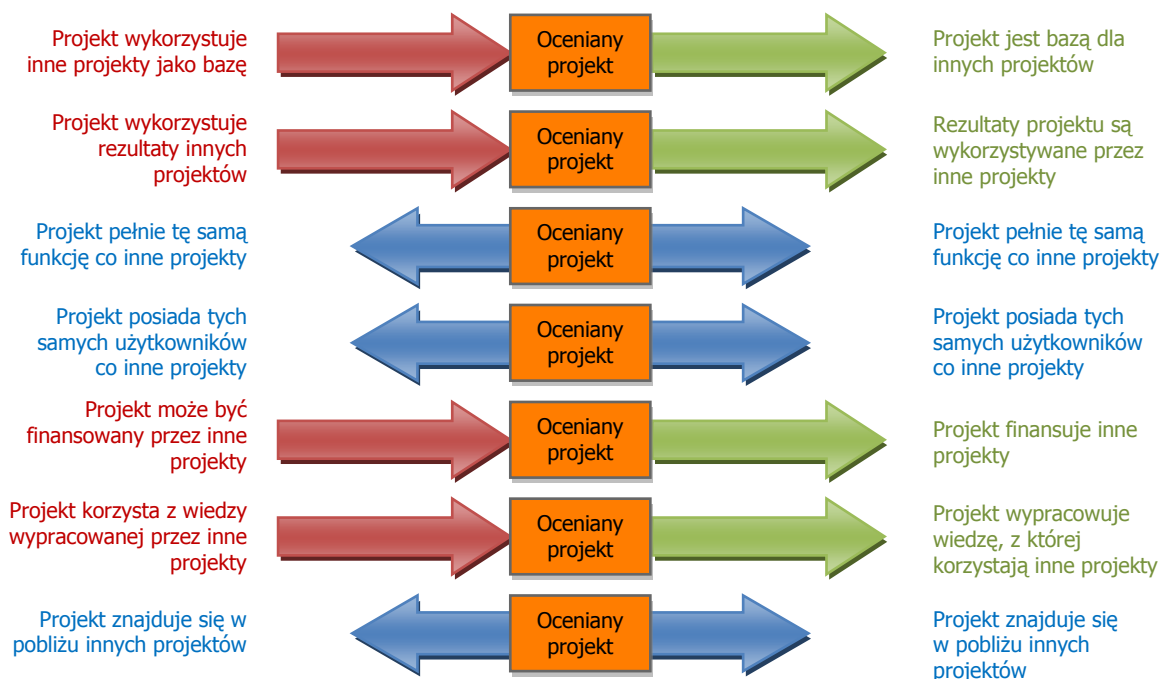 Projekt wykorzystuje
inne projekty jako bazę
Oceniany
projekt
Projekt jest bazą dla
innych projektów
Projekt wykorzystuje
rezultaty innych
projektów
Oceniany
projekt
Rezultaty projektu są
wykorzystywane przez
inne projekty
Projekt pełnie tę samą
funkcję co inne projekty
Oceniany
projekt
Projekt pełnie tę samą
funkcję co inne projekty
Projekt posiada tych
samych użytkowników
co inne projekty
Oceniany
projekt
Projekt posiada tych
samych użytkowników
co inne projekty
Projekt może być
finansowany przez inne
projekty
Oceniany
projekt
Projekt finansuje inne
projekty
Projekt korzysta z wiedzy
wypracowanej przez inne
projekty
Oceniany
projekt
Projekt wypracowuje
wiedzę, z której
korzystają inne projekty
Projekt znajduje się w
pobliżu innych projektów
Oceniany
projekt
Projekt znajduje się
w pobliżu innych
projektów